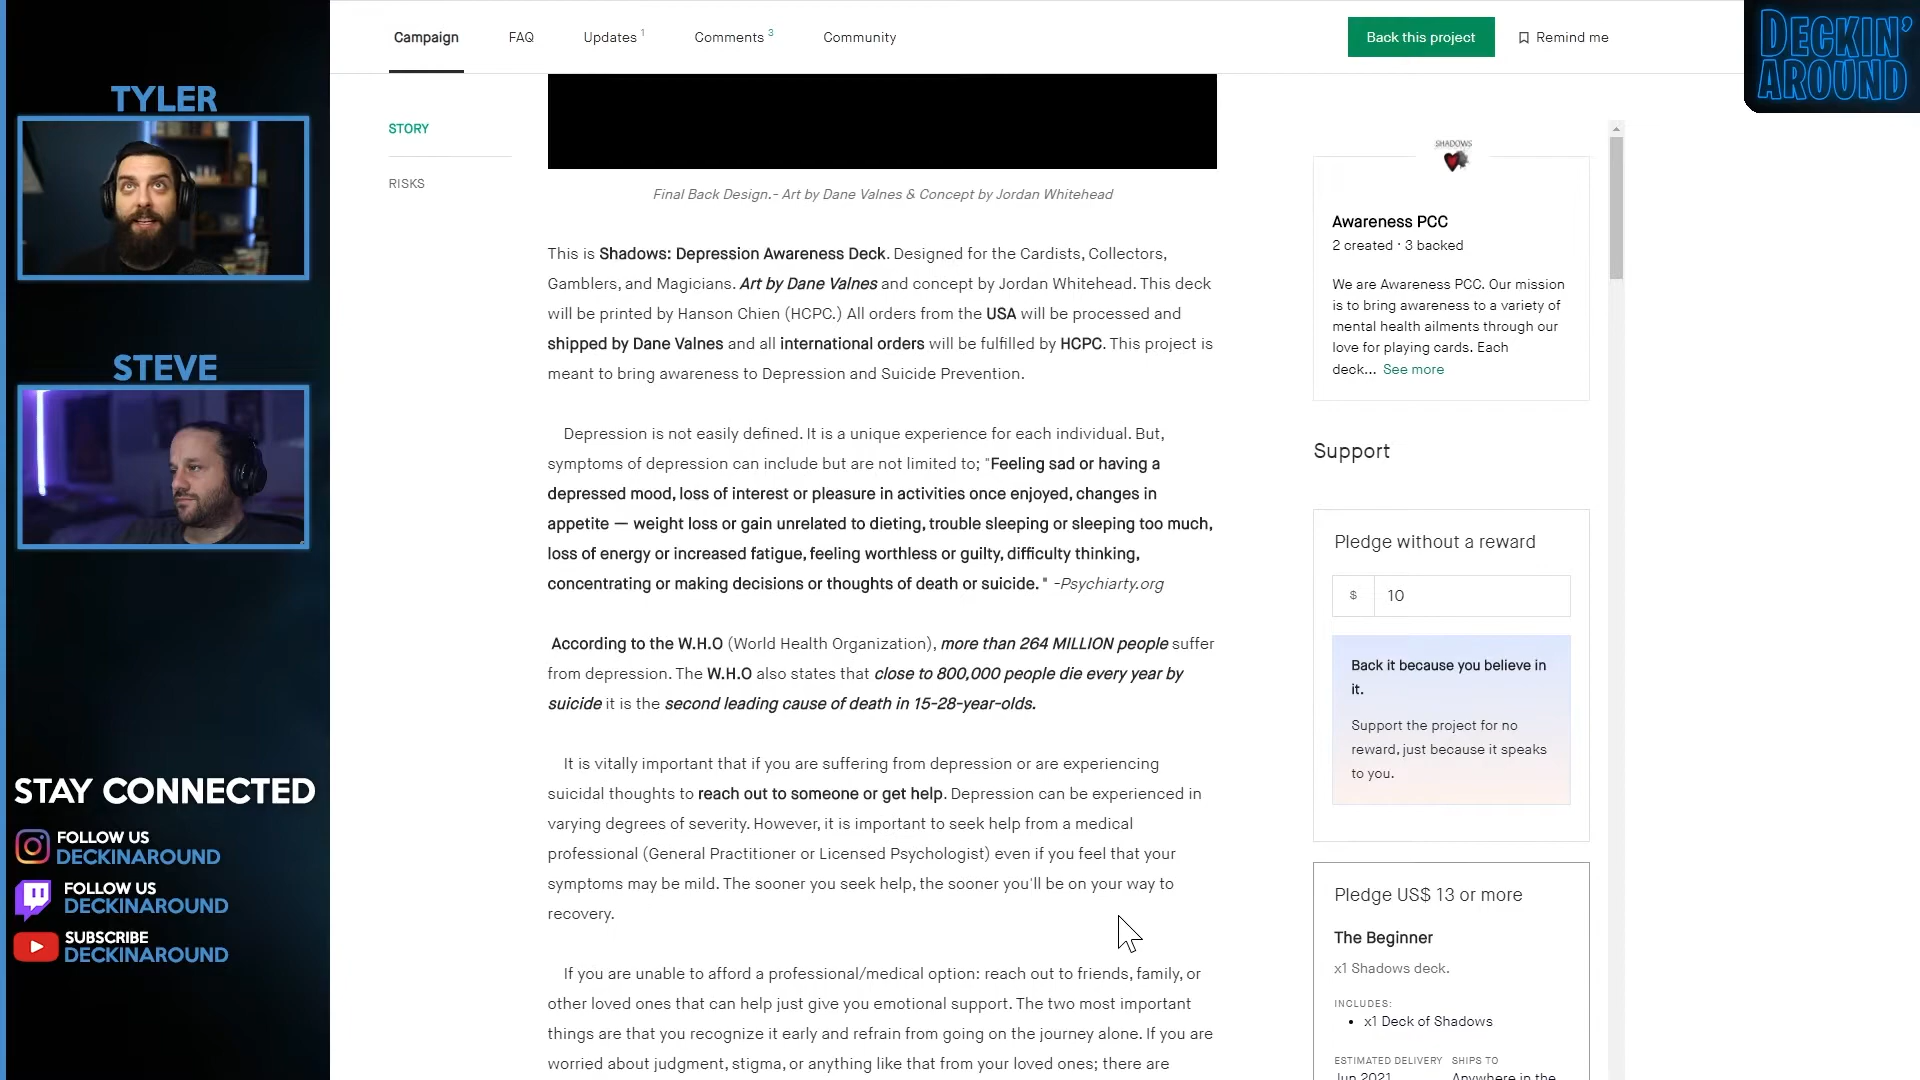 Campaign
FAQ
Updates 1
Comments 3
Community
Back this project
Remind me
DECKIN'
AROUND
TYLER
STEVE
STAY CONNECTED
FOLLOW US
DECKINAROUND
FOLLOW US
DECKINAROUND
SUBSCRIBE
DECKINAROUND
STORY
RISKS
Final Back Design.- Art by Dane Valnes & Concept by Jordan Whitehead
This is Shadows: Depression Awareness Deck. Designed for the Cardists, Collectors,
Gamblers, and Magicians. Art by Dane Valnes and concept by Jordan Whitehead. This deck
will be printed by Hanson Chien (HCPC.) All orders from the USA will be processed and
shipped by Dane Valnes and all international orders will be fulfilled by HCPC. This project is
meant to bring awareness to Depression and Suicide Prevention.
Depression is not easily defined. It is a unique experience for each individual. But,
symptoms of depression can include but are not limited to; "Feeling sad or having a
depressed mood, loss of interest or pleasure in activities once enjoyed, changes in
appetite — weight loss or gain unrelated to dieting, trouble sleeping or sleeping too much,
loss of energy or increased fatigue, feeling worthless or guilty, difficulty thinking,
concentrating or making decisions or thoughts of death or suicide. " -Psychiarty.org
According to the W.H.O (World Health Organization), more than 264 MILLION people suffer
from depression. The W.H.O also states that close to 800,000 people die every year by
suicide it is the second leading cause of death in 15-28-year-olds.
It is vitally important that if you are suffering from depression or are experiencing
suicidal thoughts to reach out to someone or get help. Depression can be experienced in
varying degrees of severity. However, it is important to seek help from a medical
professional (General Practitioner or Licensed Psychologist) even if you feel that your
symptoms may be mild. The sooner you seek help, the sooner you'll be on your way to
recovery.
If you are unable to afford a professional/medical option: reach out to friends, family, or
other loved ones that can help just give you emotional support. The two most important
things are that you recognize it early and refrain from going on the journey alone. If you are
worried about judgment, stigma, or anything like that from your loved ones; there are
SHADOWS
Awareness PCC
2 created · 3 backed
We are Awareness PCC. Our mission
is to bring awareness to a variety of
mental health ailments through our
love for playing cards. Each
deck... See more
Support
Pledge without a reward
$ 10
Back it because you believe in
it.
Support the project for no
reward, just because it speaks
to you.
Pledge US$ 13 or more
The Beginner
x1 Shadows deck.
INCLUDES:
• x1 Deck of Shadows
ESTIMATED DELIVERY SHIPS TO
Jun 2021 Anywhere in the